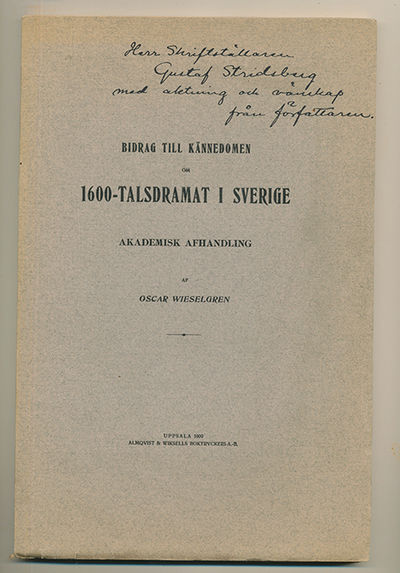 Herr Skriftställaren
Gustaf Stridsberg
med aktning och vänskap
från författaren.
BIDRAG TILL KÄNNEDOMEN
OM
1600-TALSDRAMAT I SVERIGE
AKADEMISK AFHANDLING
AF
OSCAR WIESELGREN
UPPSALA 1909
ALMQVIST & WIKSELLS BOKTRYCKERI-A.-B.